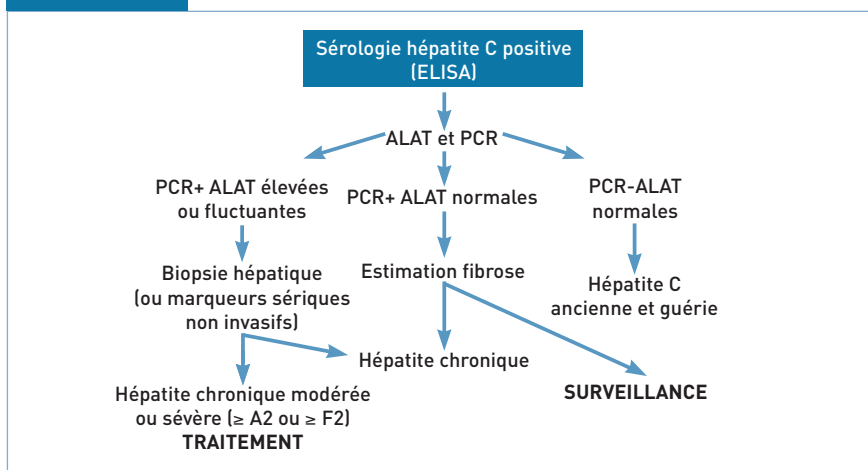 Sérologie hépatite C positive
(ELISA)
ALAT et PCR
PCR+ ALAT élevées
ou fluctuantes
PCR+ ALAT normales
PCR-ALAT
normales
Biopsie hépatique
(ou marqueurs sériques
non invasifs)
Estimation fibrose
Hépatite C
ancienne et guérie
Hépatite chronique
Hépatite chronique modérée
ou sévère (≥ A2 ou ≥ F2)
TRAITEMENT
SURVEILLANCE